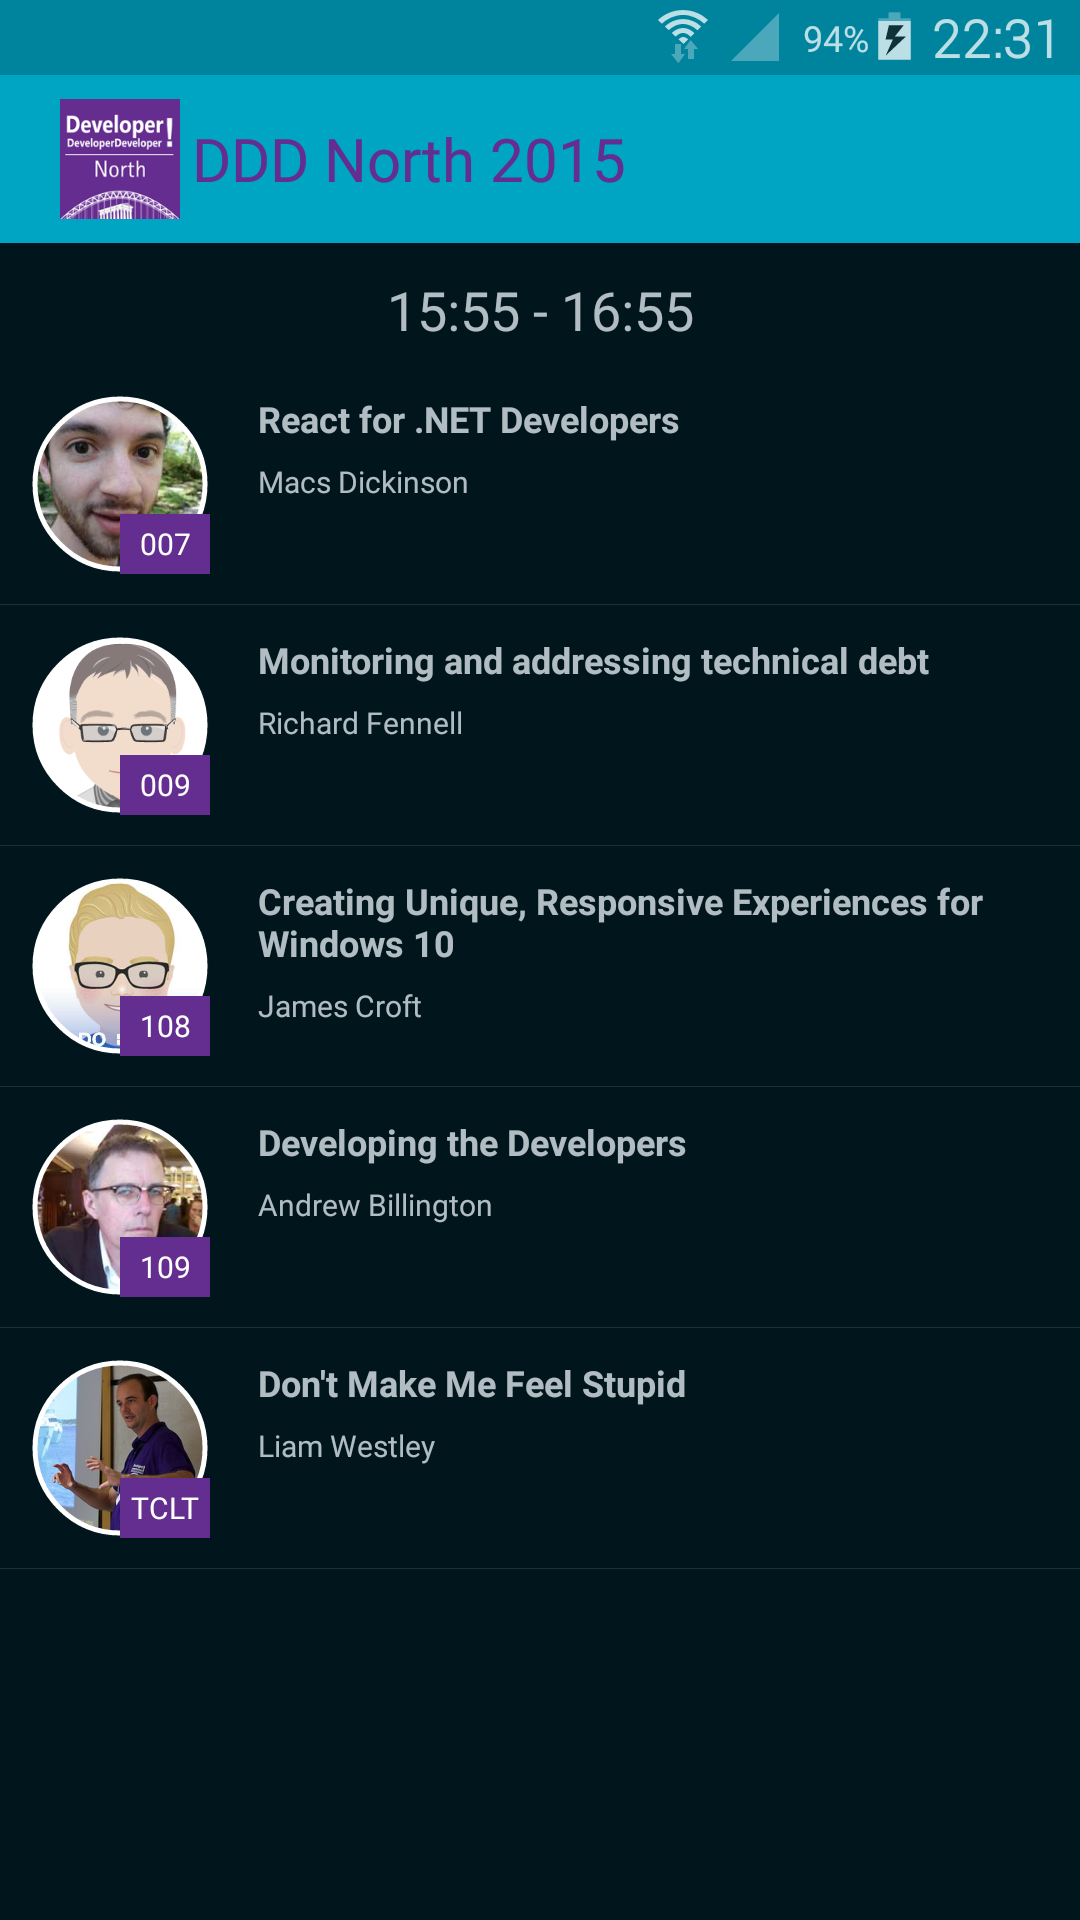 94% 22:31
Developer!
DeveloperDeveloper
North
DDD North 2015
15:55 - 16:55
React for .NET Developers
Macs Dickinson
007
Monitoring and addressing technical debt
Richard Fennell
009
Creating Unique, Responsive Experiences for
Windows 10
James Croft
108
Developing the Developers
Andrew Billington
109
Don't Make Me Feel Stupid
Liam Westley
TCLT